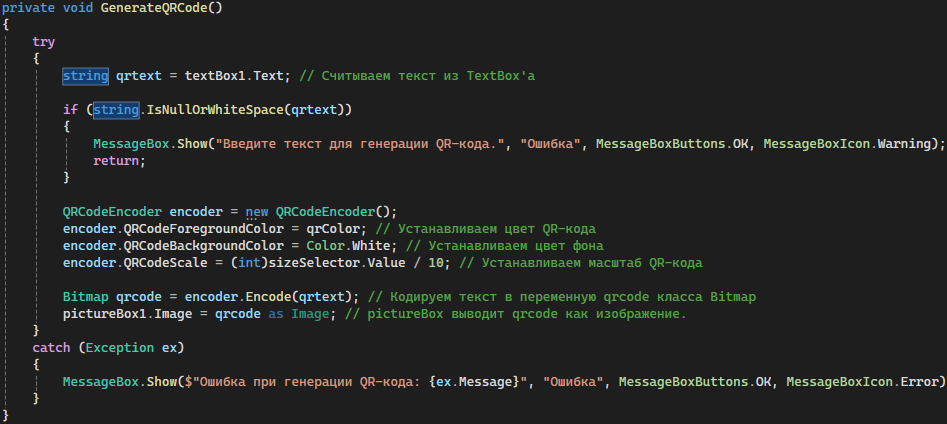 private void GenerateQRCode()
{
try
{
string qrtext = textBox1.Text; // Считываем текст из TextBox'а
if (string.IsNullOrWhiteSpace(qrtext))
{
MessageBox.Show("Введите текст для генерации QR-кода.", "Ошибка", MessageBoxButtons.OK, MessageBoxIcon.Warning);
return;
}
QRCodeEncoder encoder = new QRCodeEncoder();
encoder.QRCodeForegroundColor = qrColor; // Устанавливаем цвет QR-кода
encoder.QRCodeBackgroundColor = Color.White; // Устанавливаем цвет фона
encoder.QRCodeScale = (int)sizeSelector.Value / 10; // Устанавливаем масштаб QR-кода
Bitmap qrcode = encoder.Encode(qrtext); // Кодируем текст в переменную qrcode класса Bitmap
pictureBox1.Image = qrcode as Image; // pictureBox выводит qrcode как изображение.
}
catch (Exception ex)
{
MessageBox.Show($"Ошибка при генерации QR-кода: {ex.Message}", "Ошибка", MessageBoxButtons.OK, MessageBoxIcon.Error)
}
}